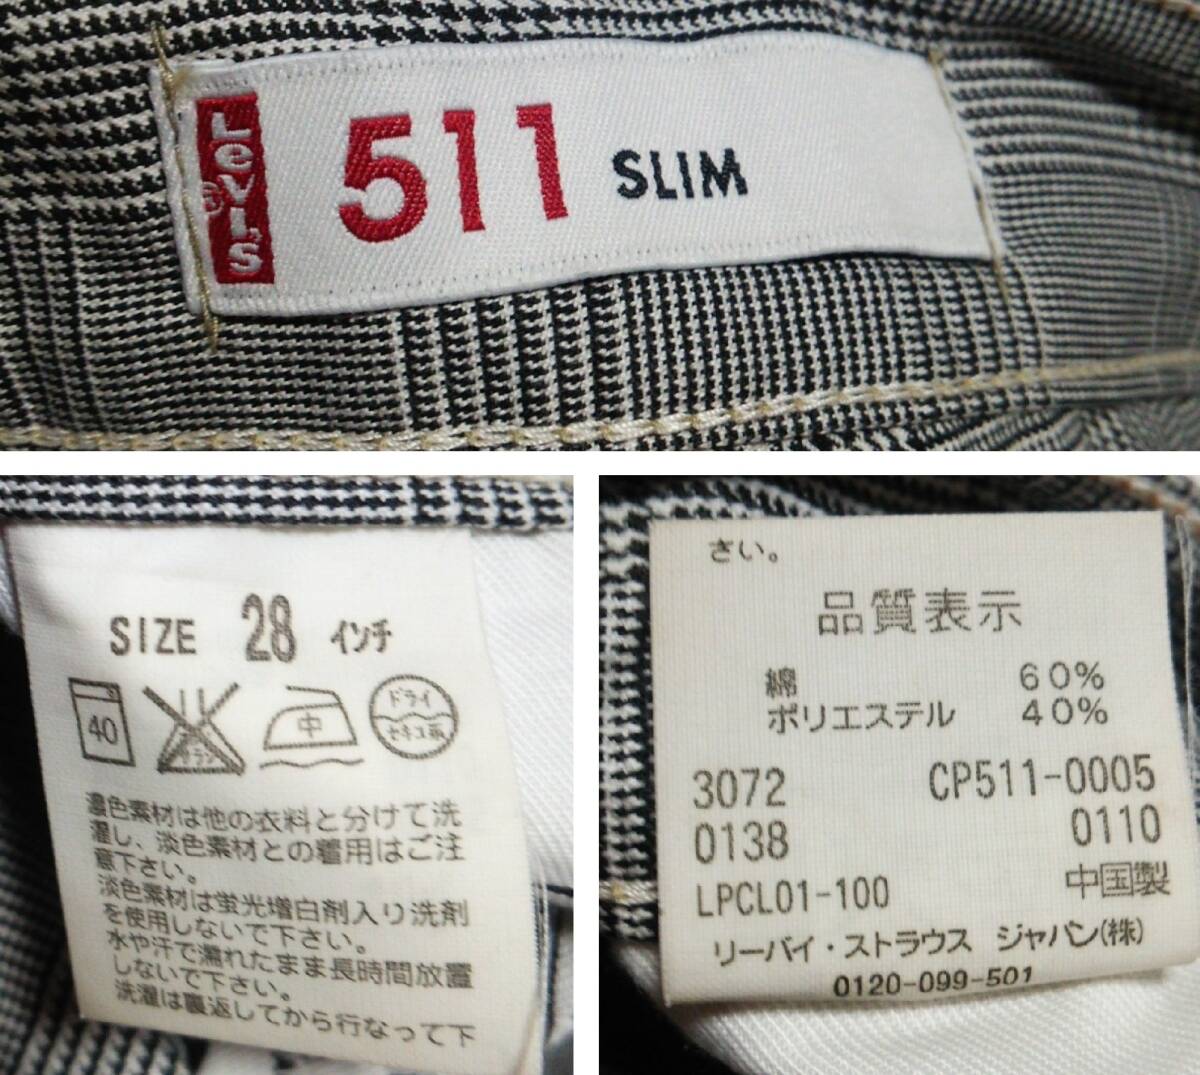 Levi's
®
511 SLIM
SIZE 28 インチ
40
サラシ
中
ドライ
セキユ系
濃色素材は他の衣料と分けて洗
濯し、淡色素材との着用はご注
意下さい。
淡色素材は蛍光増白剤入り洗剤
を使用しないで下さい。
水や汗で濡れたまま長時間放置
しないで下さい。
洗濯は裏返してから行なって下
さい。
品質表示
綿 60%
ポリエステル 40%
3072 CP511-0005
0138 0110
LPCL01-100 中国製
リーバイ・ストラウス ジャパン(株)
0120-099-501